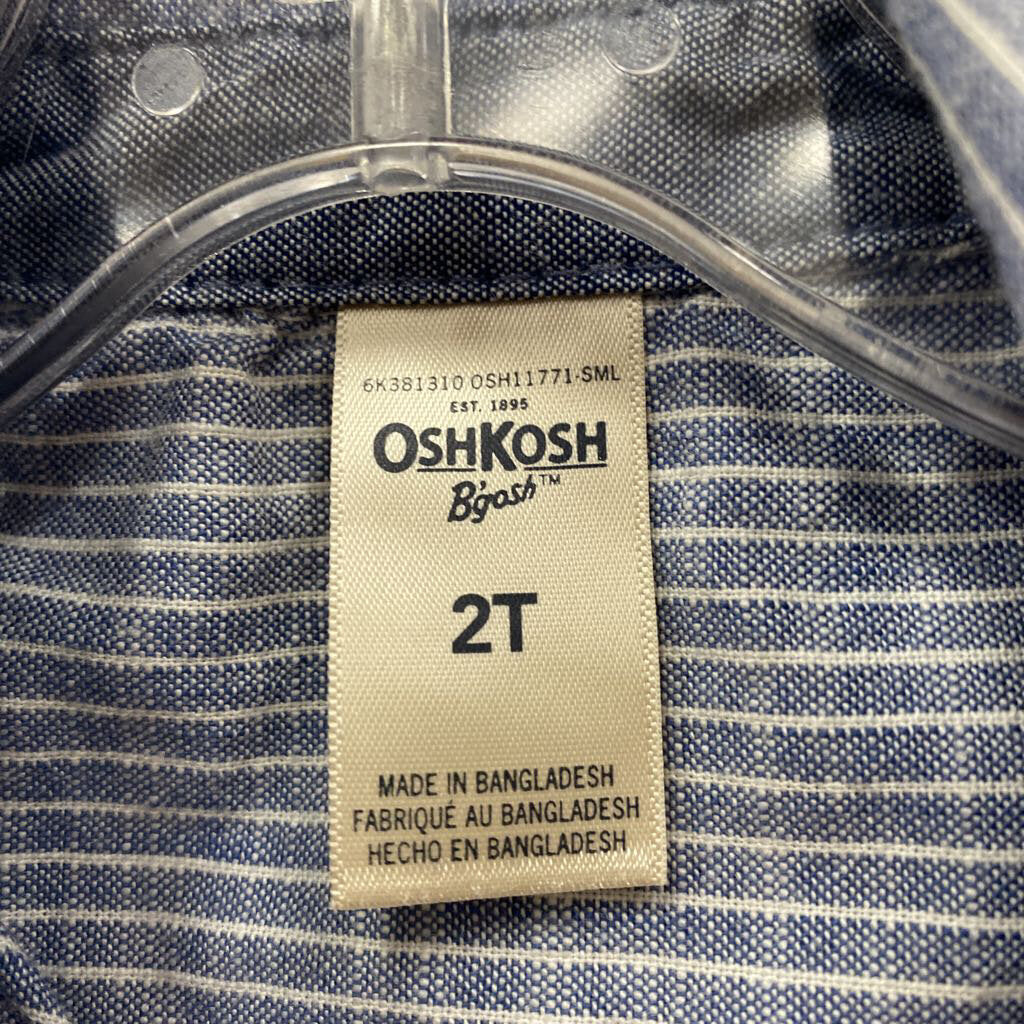 6K381310 OSH11771-SML
EST. 1895
OSHKOSH
B'gosh™
2T
MADE IN BANGLADESH
FABRIQUÉ AU BANGLADESH
HECHO EN BANGLADESH